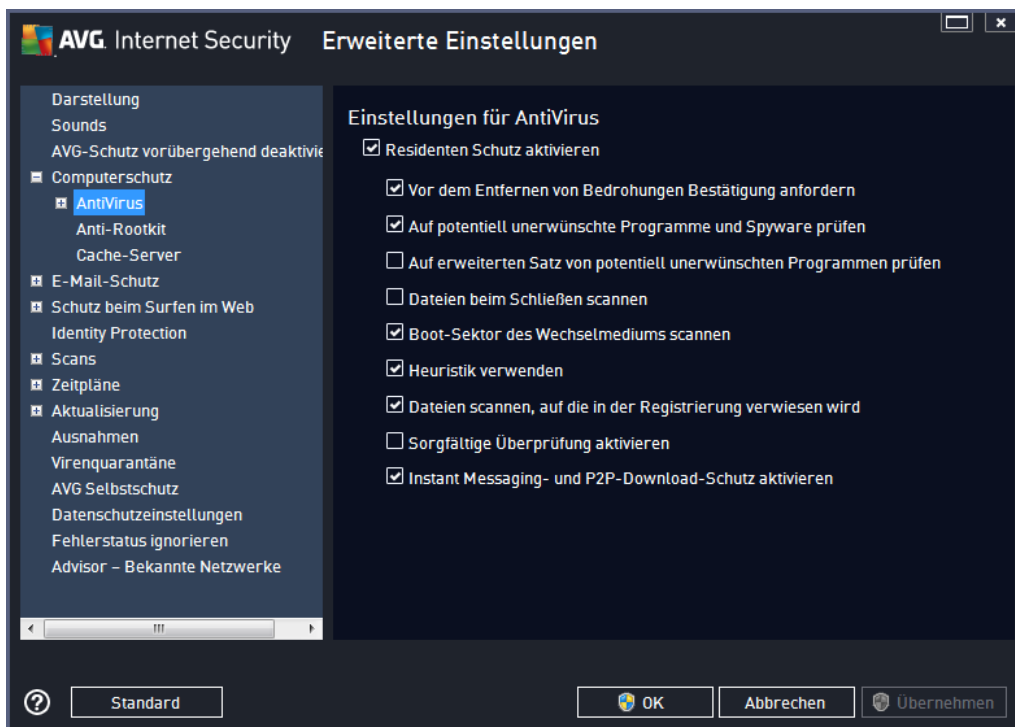 AVG. Internet Security Erweiterte Einstellungen
Darstellung
Sounds
AVG-Schutz vorübergehend deaktivie
Computerschutz
AntiVirus
Anti-Rootkit
Cache-Server
E-Mail-Schutz
Schutz beim Surfen im Web
Identity Protection
Scans
Zeitpläne
Aktualisierung
Ausnahmen
Virenquarantäne
AVG Selbstschutz
Datenschutzeinstellungen
Fehlerstatus ignorieren
Advisor – Bekannte Netzwerke
Einstellungen für AntiVirus
Residenten Schutz aktivieren
Vor dem Entfernen von Bedrohungen Bestätigung anfordern
Auf potentiell unerwünschte Programme und Spyware prüfen
Auf erweiterten Satz von potentiell unerwünschten Programmen prüfen
Dateien beim Schließen scannen
Boot-Sektor des Wechselmediums scannen
Heuristik verwenden
Dateien scannen, auf die in der Registrierung verwiesen wird
Sorgfältige Überprüfung aktivieren
Instant Messaging- und P2P-Download-Schutz aktivieren
? Standard OK Abbrechen Übernehmen